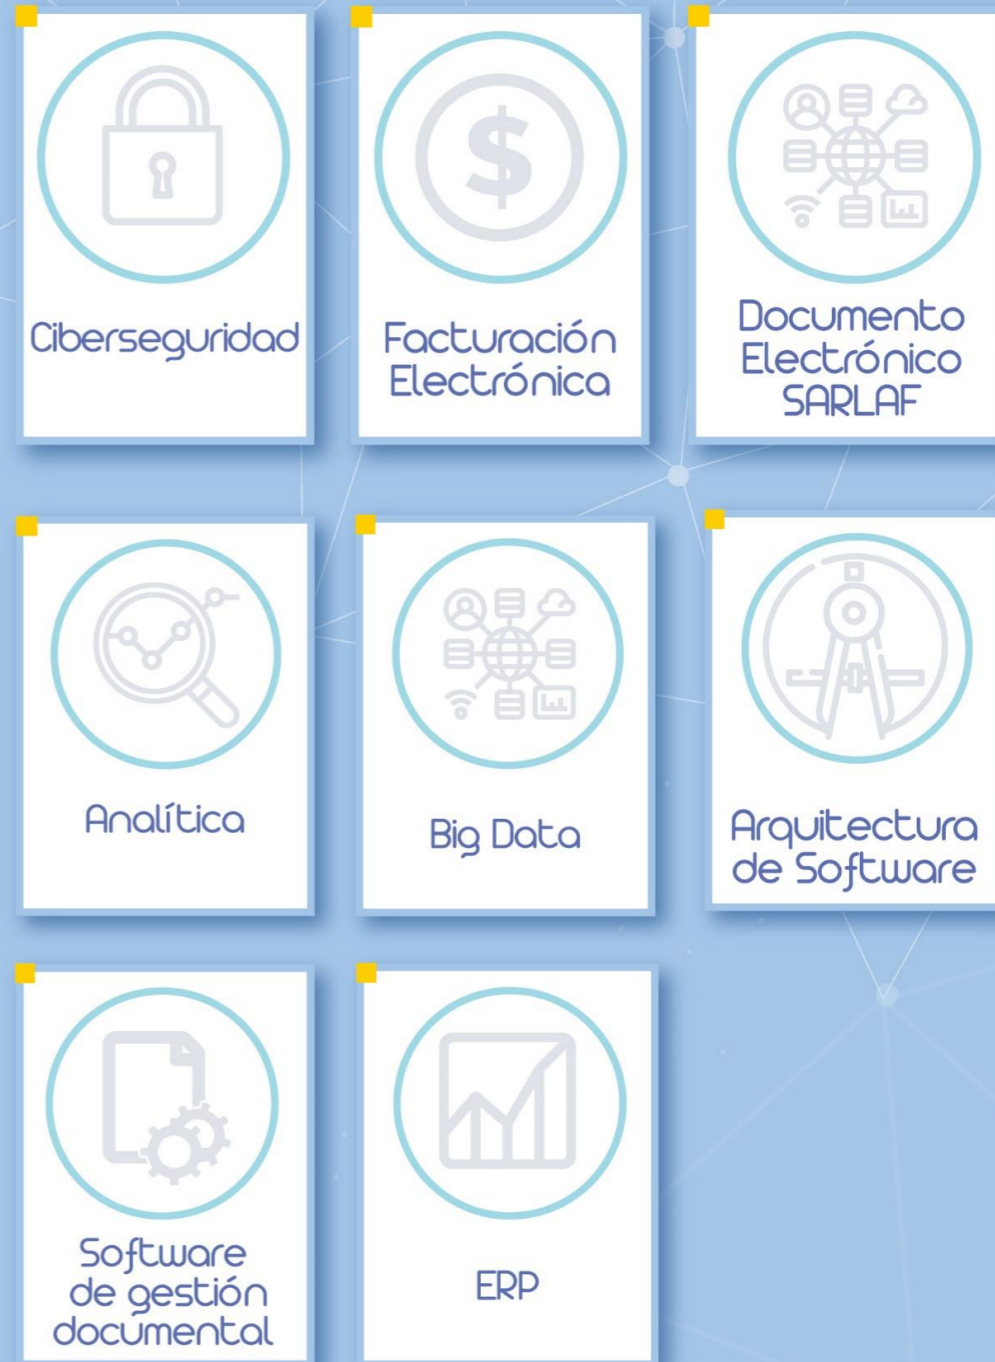 Ciberseguridad
Facturación
Electrónica
Documento
Electrónico
SARLAF
Analítica
Big Data
Arquitectura
de Software
Software
de gestión
documental
ERP